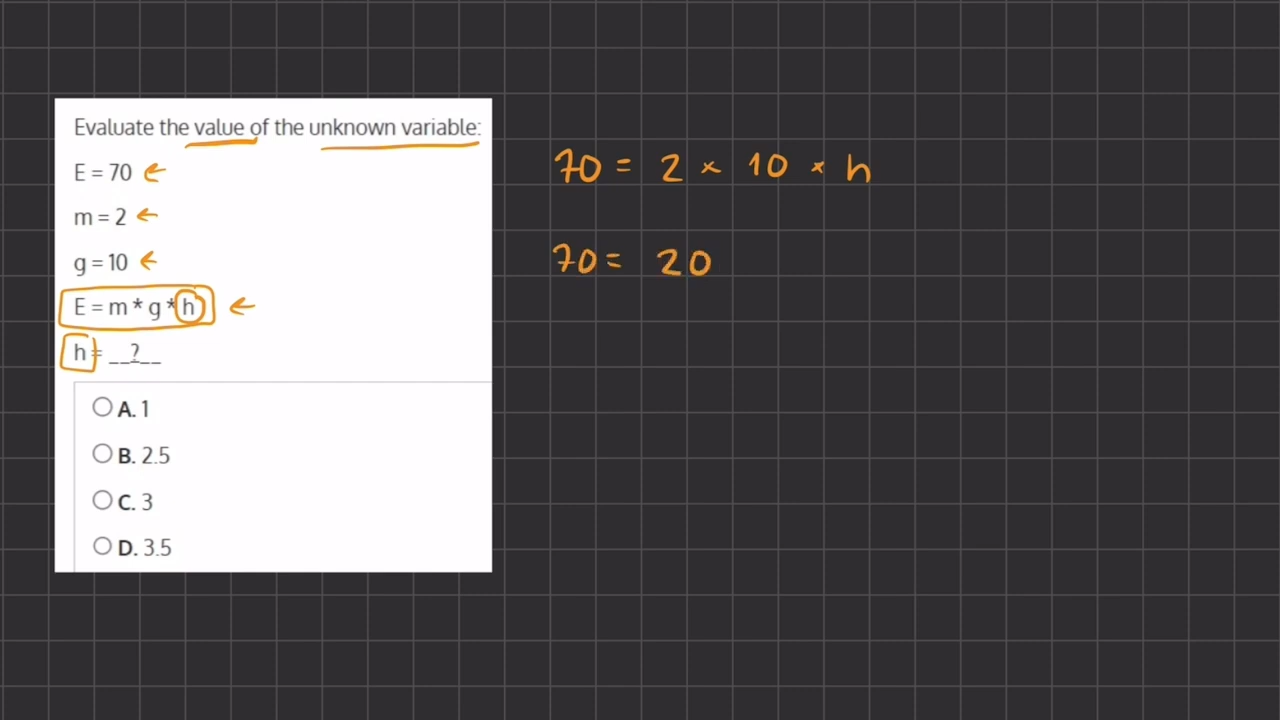 Evaluate the value of the unknown variable:
E = 70
m = 2
g = 10
E = m * g * h
h = __?__
A. 1
B. 2.5
C. 3
D. 3.5
70 = 2 × 10 × h
70 = 20